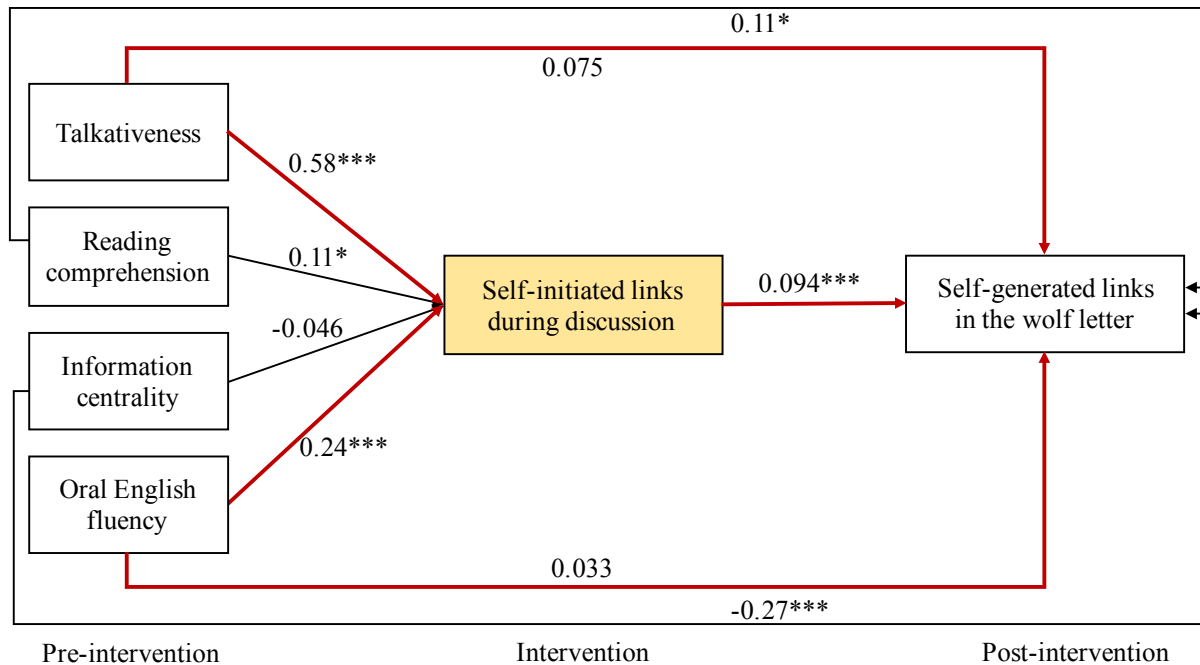 0.11*
0.075
Talkativeness
0.58***
Reading
comprehension
0.11*
Self-initiated links
during discussion
0.094***
Self-generated links
in the wolf letter
-0.046
Information
centrality
0.24***
Oral English
fluency
0.033
-0.27***
Pre-intervention
Intervention
Post-intervention